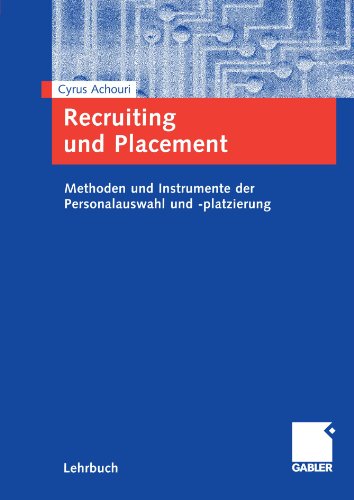 Cyrus Achouri
Recruiting
und Placement
Methoden und Instrumente der
Personalauswahl und -platzierung
Lehrbuch
GABLER